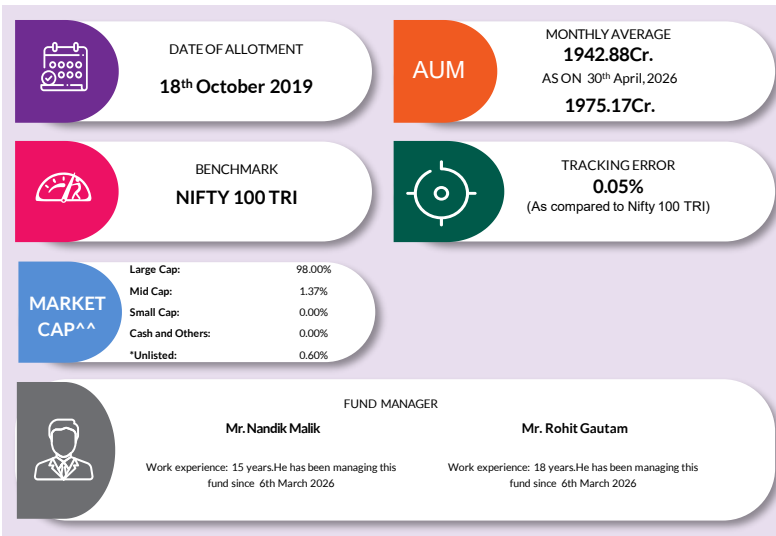 DATE OF ALLOTMENT
18th October 2019
AUM
MONTHLY AVERAGE
1942.88Cr.
AS ON 30th April,2026
1975.17Cr.
BENCHMARK
NIFTY 100 TRI
TRACKING ERROR
0.05%
(As compared to Nifty 100 TRI)
MARKET
CAP^^
Large Cap: 98.00%
Mid Cap: 1.37%
Small Cap: 0.00%
Cash and Others: 0.00%
*Unlisted: 0.60%
FUND MANAGER
Mr. Nandik Malik
Work experience: 15 years.He has been managing this
fund since 6th March 2026
Mr. Rohit Gautam
Work experience: 18 years.He has been managing this
fund since 6th March 2026